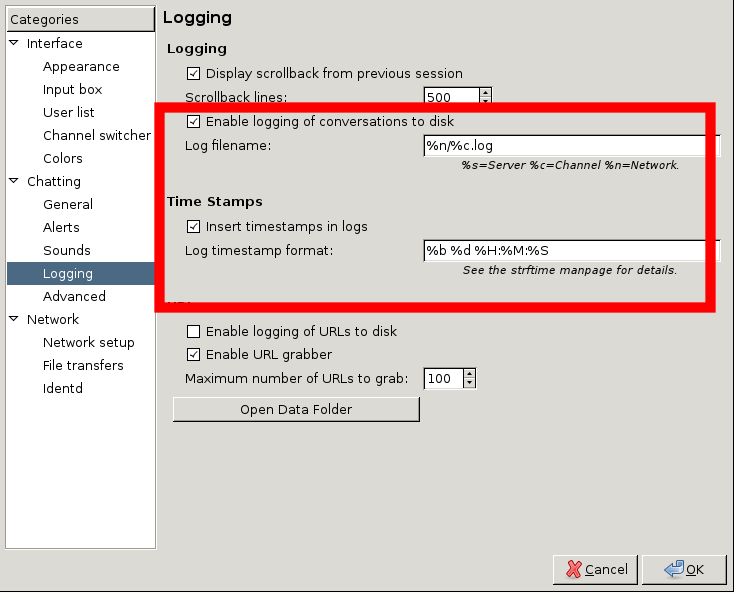 Categories
Interface
Appearance
Input box
User list
Channel switcher
Colors
Chatting
General
Alerts
Sounds
Logging
Advanced
Network
Network setup
File transfers
Identd
Logging
Logging
Display scrollback from previous session
Scrollback lines: 500
Enable logging of conversations to disk
Log filename: %n/%c.log
%s=Server %c=Channel %n=Network.
Time Stamps
Insert timestamps in logs
Log timestamp format: %b %d %H:%M:%S
See the strftime manpage for details.
Enable logging of URLs to disk
Enable URL grabber
Maximum number of URLs to grab: 100
Open Data Folder
Cancel OK